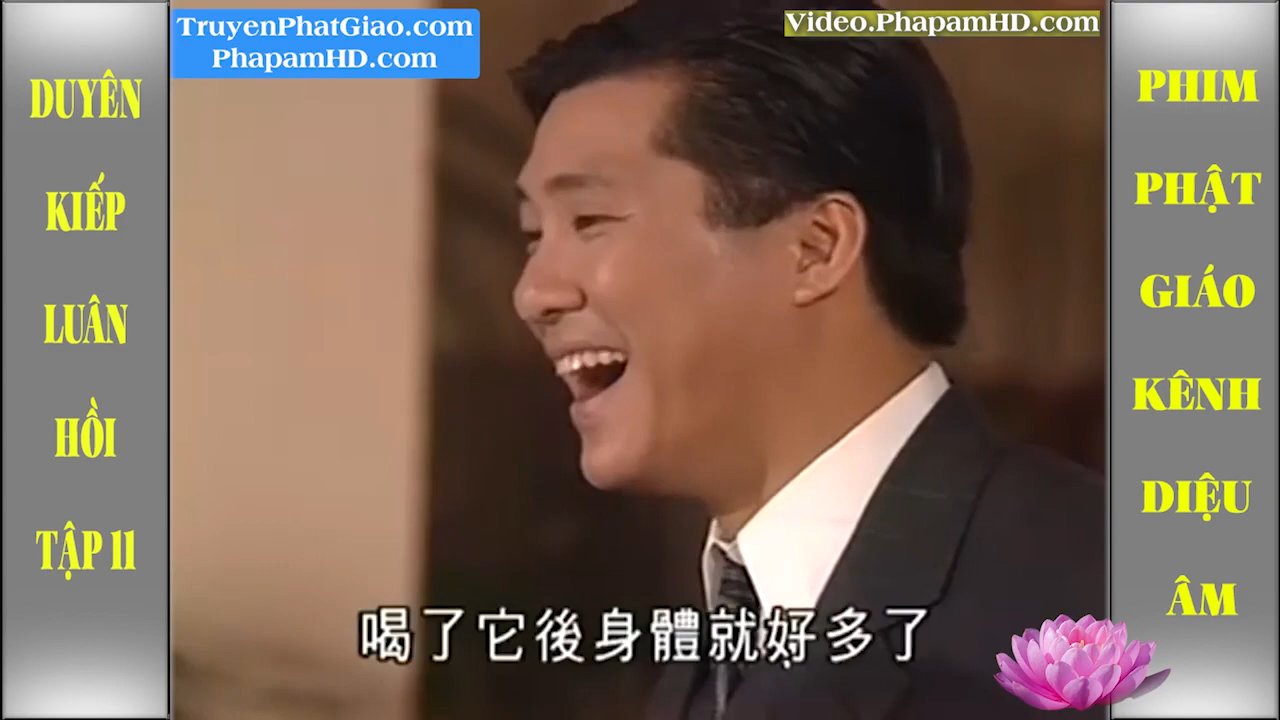 TruyenPhatGiao.com
PhapamHD.com
Video.PhapamHD.com
DUYÊN
KIẾP
LUÂN
HỒI
TẬP 11
PHIM
PHẬT
GIÁO
KÊNH
DIỆU
ÂM
喝了它後身體就好多了